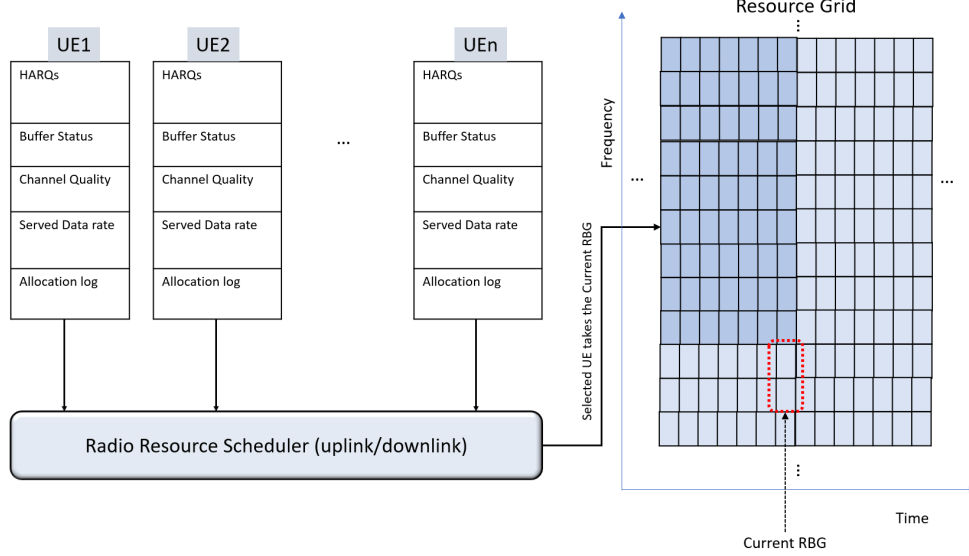 Resource Grid
...
UE1
UE2
UEn
HARQs
HARQs
HARQs
Buffer Status
Buffer Status
...
Buffer Status
Channel Quality
Channel Quality
Channel Quality
Served Data rate
Served Data rate
Served Data rate
Allocation log
Allocation log
Allocation log
Radio Resource Scheduler (uplink/downlink)
Selected UE takes the Current RBG
Frequency
...
...
...
Time
Current RBG